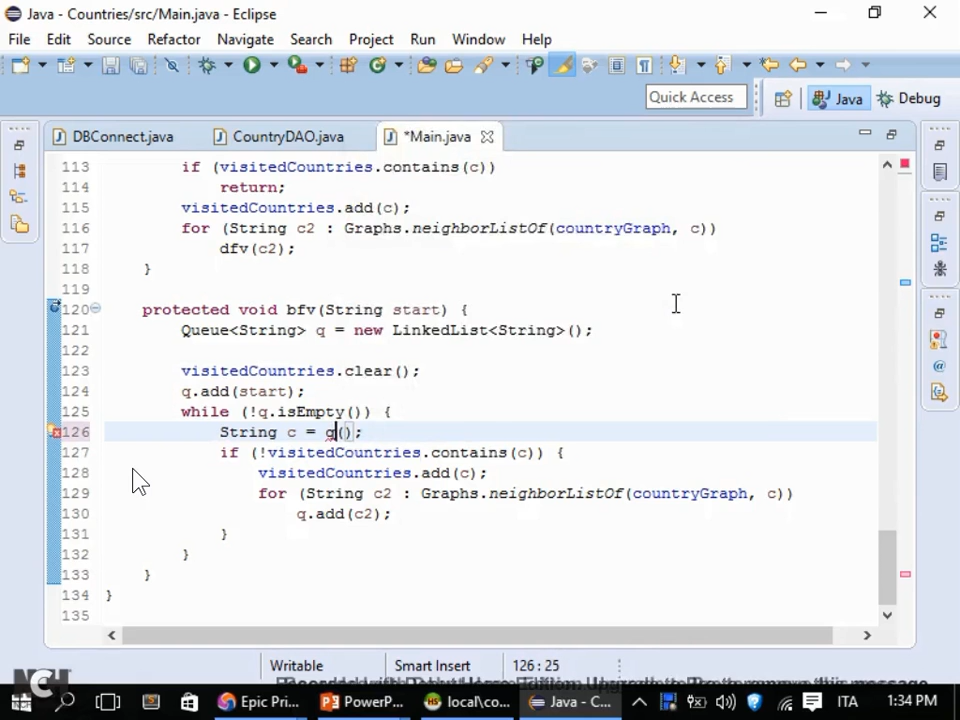 Java - Countries/src/Main.java - Eclipse
File Edit Source Refactor Navigate Search Project Run Window Help
Quick Access Java Debug
DBConnect.java CountryDAO.java *Main.java
113 if (visitedCountries.contains(c))
114 return;
115 visitedCountries.add(c);
116 for (String c2 : Graphs.neighborListOf(countryGraph, c))
117 dfv(c2);
118 }
119
120 protected void bfv(String start) {
121 Queue<String> q = new LinkedList<String>();
122
123 visitedCountries.clear();
124 q.add(start);
125 while (!q.isEmpty()) {
126 String c = q();
127 if (!visitedCountries.contains(c)) {
128 visitedCountries.add(c);
129 for (String c2 : Graphs.neighborListOf(countryGraph, c))
130 q.add(c2);
131 }
132 }
133 }
134 }
135
Writable Smart Insert 126 : 25
NCH
Epic Pri... PowerP... local\co... Java - C... ITA 1:34 PM